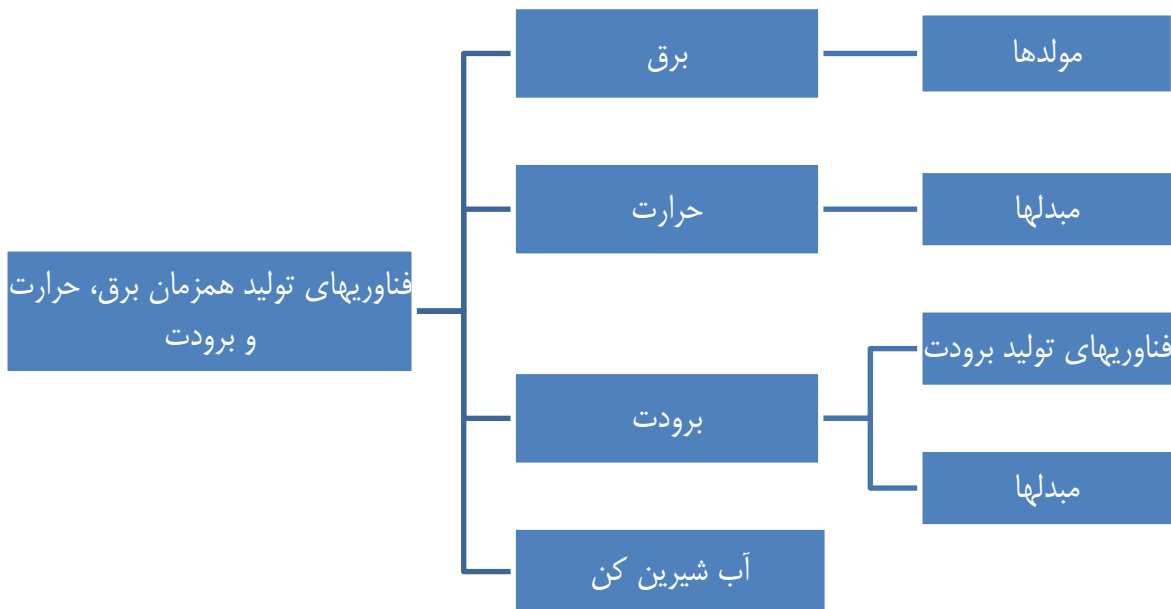 فناوریهای تولید همزمان برق، حرارت
و برودت
برق
مولدها
حرارت
مبدلها
برودت
فناوریهای تولید برودت
مبدلها
آب شیرین کن